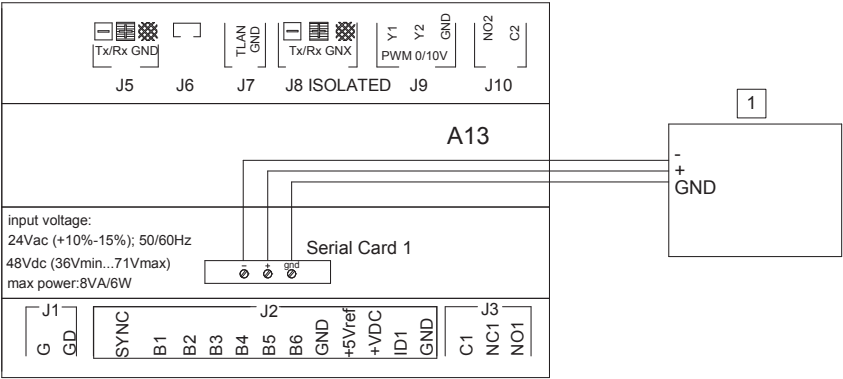 Tx/Rx GND
TLAN
GND
Tx/Rx GNX
Y1
Y2
GND
PWM 0/10V
NO2
C2
J5
J6
J7
J8 ISOLATED
J9
J10
A13
1
-
+
GND
input voltage:
24Vac (+10%-15%); 50/60Hz
48Vdc (36Vmin...71Vmax)
max power:8VA/6W
Serial Card 1
- + gnd
J1
J2
J3
G
GD
SYNC
B1
B2
B3
B4
B5
B6
GND
+5Vref
+VDC
ID1
GND
C1
NC1
NO1